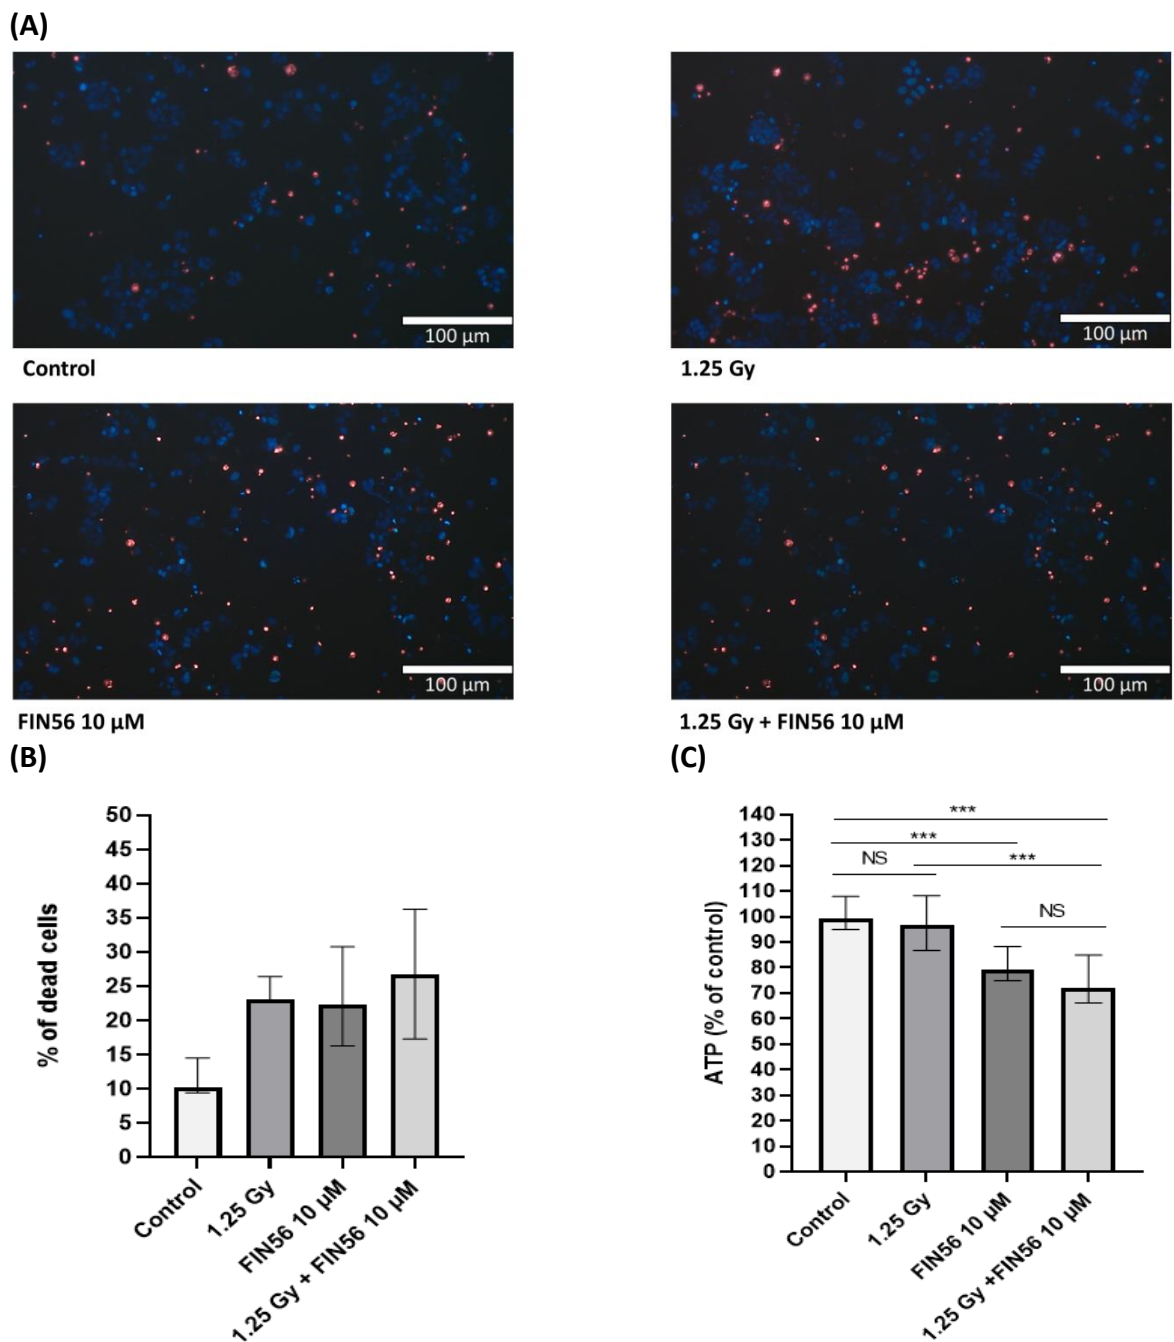 (A)
100 µm
100 µm
Control
1.25 Gy
100 µm
100 µm
FIN56 10 µM
1.25 Gy + FIN56 10 µM
(B)
(C)
50
45
40
35
30
25
20
15
10
5
0
% of dead cells
Control
1.25 Gy
FIN56 10 µM
1.25 Gy + FIN56 10 µM
140
130
120
110
100
90
80
70
60
50
40
30
20
10
0
ATP (% of control)
***
***
NS
***
NS
Control
1.25 Gy
FIN56 10 µM
1.25 Gy +FIN56 10 µM